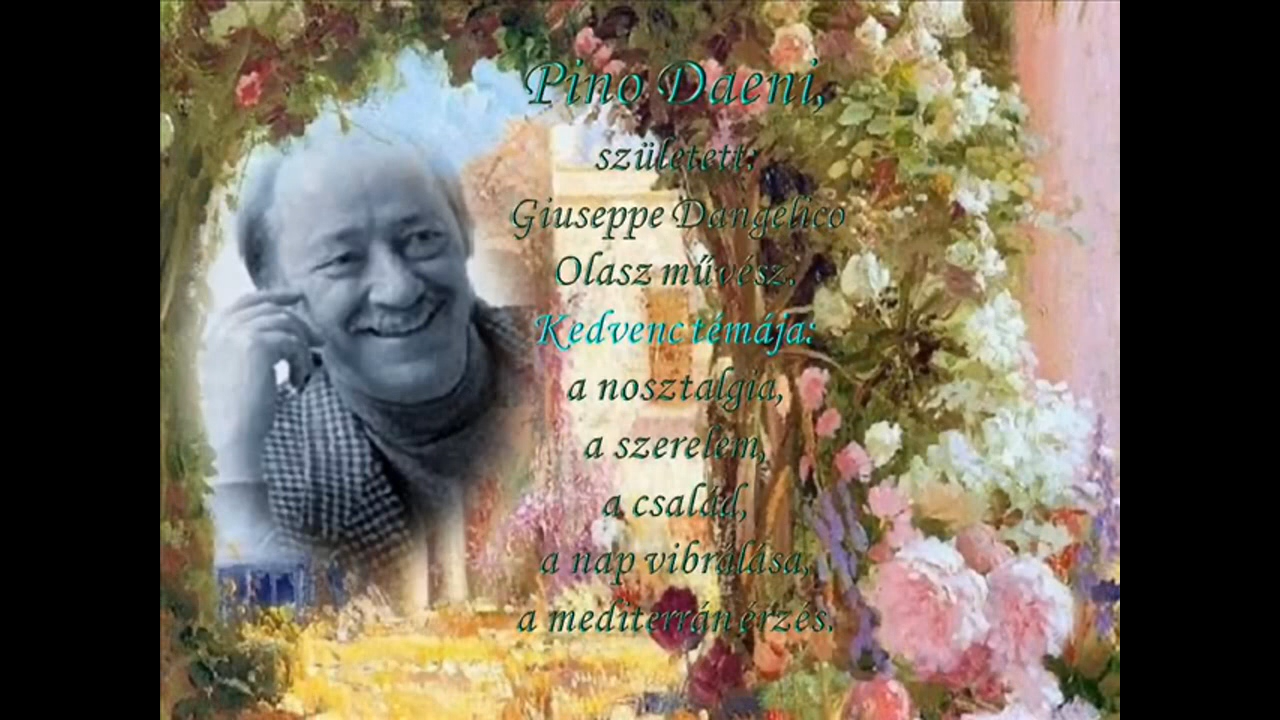 Pino Daeni,
született:
Giuseppe Dangelico
Olasz művész.
Kedvenc témája:
a nosztalgia,
a szerelem,
a család,
a nap vibrálása,
a mediterrán érzés.